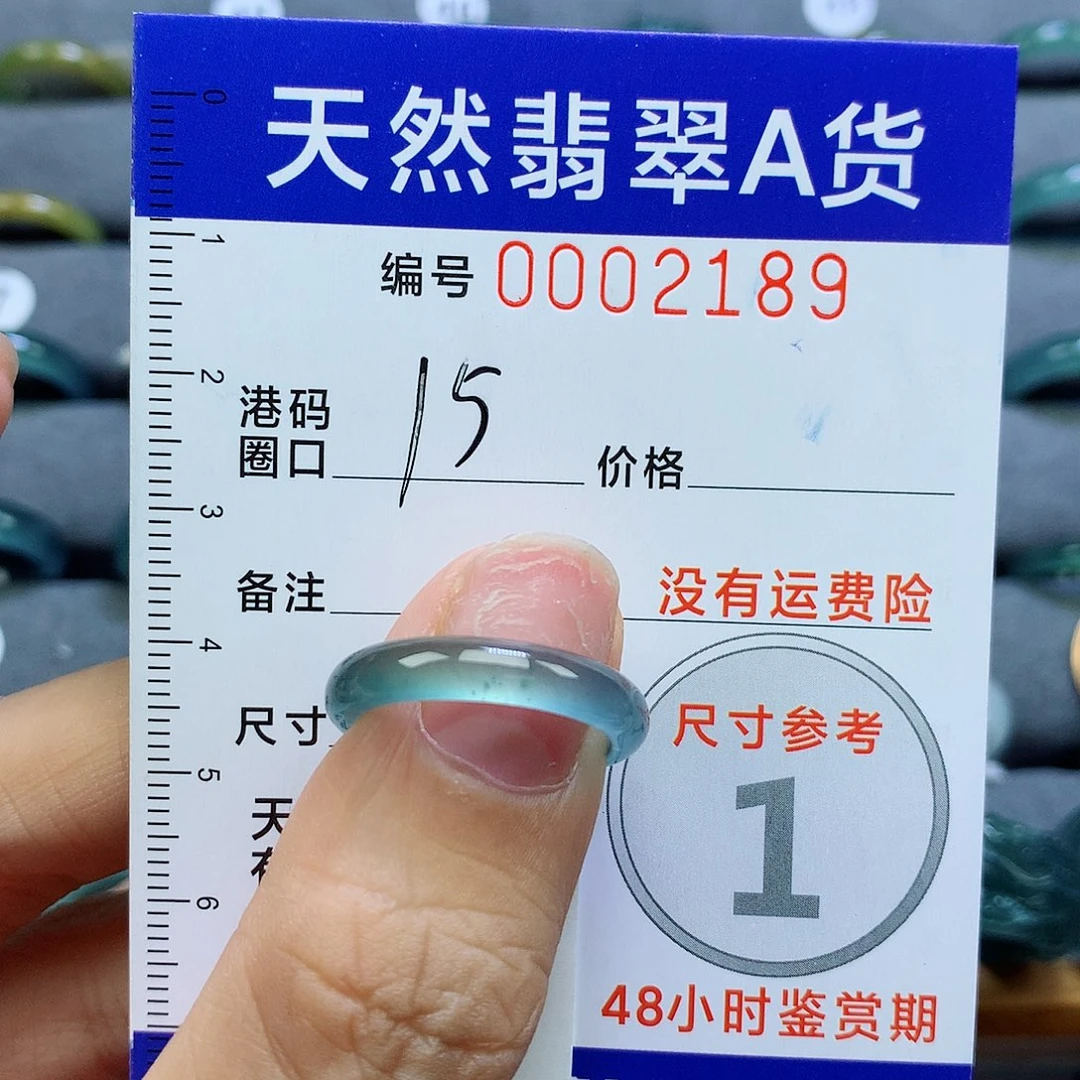 天然翡翠A货
编号 0002189
港码
圈口 15 价格
备注
没有运费险
尺寸
尺寸参考
1
天
48小时鉴赏期
0
1
2
3
4
5
6